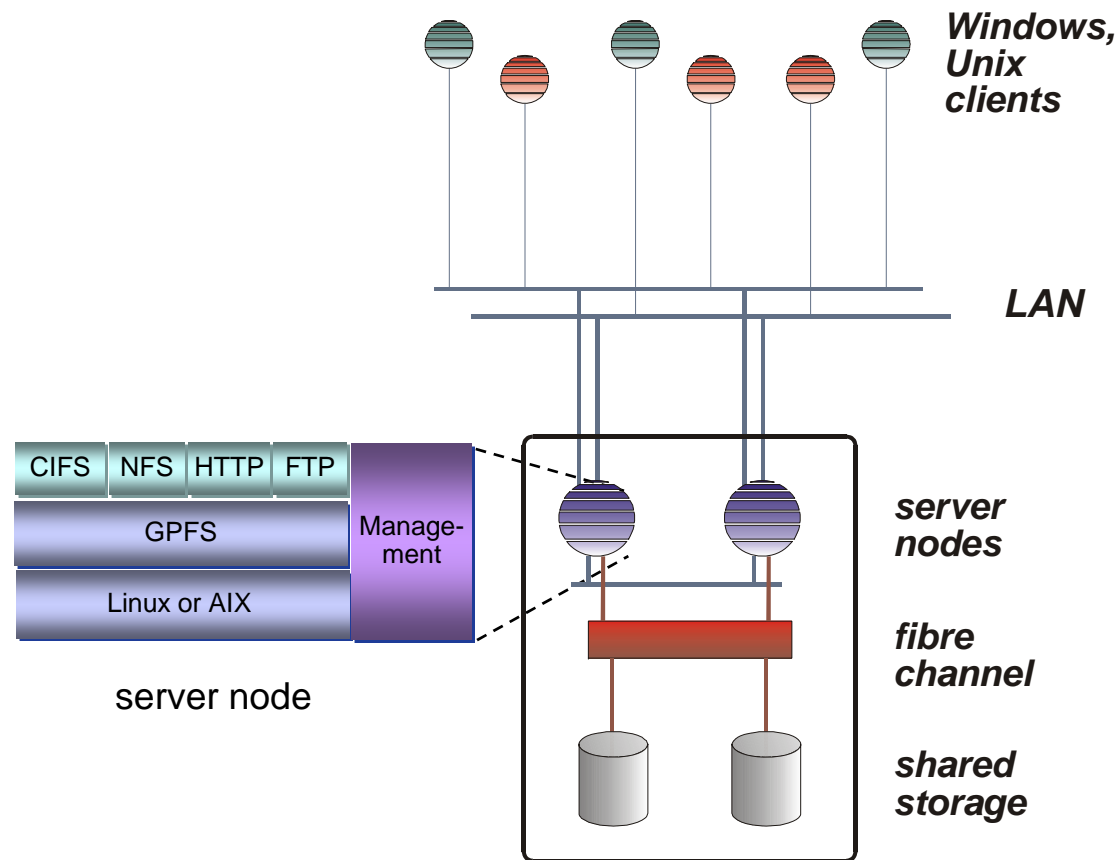 Windows,
Unix
clients
LAN
CIFS NFS HTTP FTP
GPFS
Manage-
ment
Linux or AIX
server node
server
nodes
fibre
channel
shared
storage